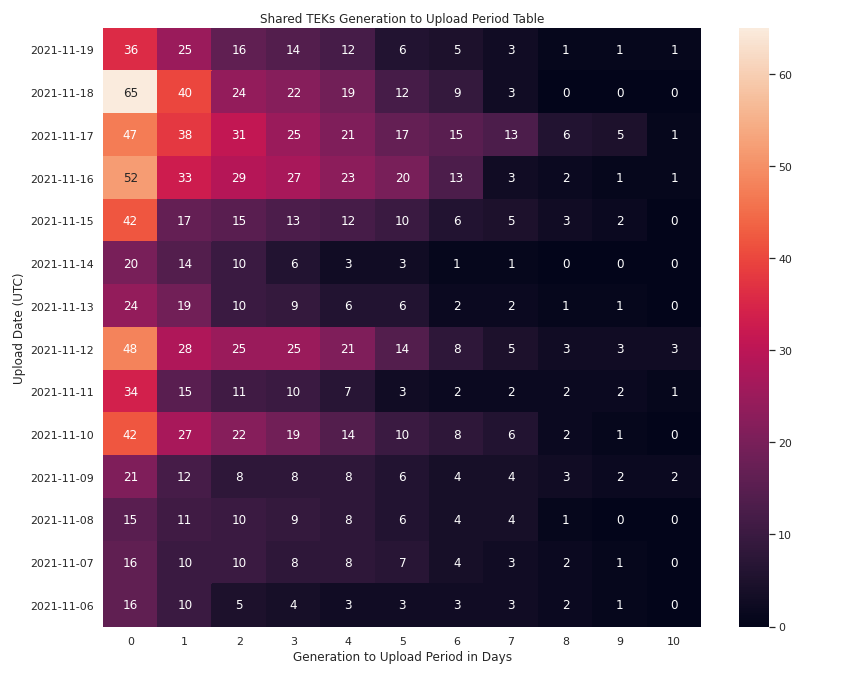 Shared TEKs Generation to Upload Period Table
2021-11-19 36 25 16 14 12 6 5 3 1 1 1
2021-11-18 65 40 24 22 19 12 9 3 0 0 0
2021-11-17 47 38 31 25 21 17 15 13 6 5 1
2021-11-16 52 33 29 27 23 20 13 3 2 1 1
2021-11-15 42 17 15 13 12 10 6 5 3 2 0
2021-11-14 20 14 10 6 3 3 1 1 0 0 0
2021-11-13 24 19 10 9 6 6 2 2 1 1 0
2021-11-12 48 28 25 25 21 14 8 5 3 3 3
2021-11-11 34 15 11 10 7 3 2 2 2 2 1
2021-11-10 42 27 22 19 14 10 8 6 2 1 0
2021-11-09 21 12 8 8 8 6 4 4 3 2 2
2021-11-08 15 11 10 9 8 6 4 4 1 0 0
2021-11-07 16 10 10 8 8 7 4 3 2 1 0
2021-11-06 16 10 5 4 3 3 3 3 2 1 0
0 1 2 3 4 5 6 7 8 9 10
Generation to Upload Period in Days
Upload Date (UTC)
60
50
40
30
20
10
0